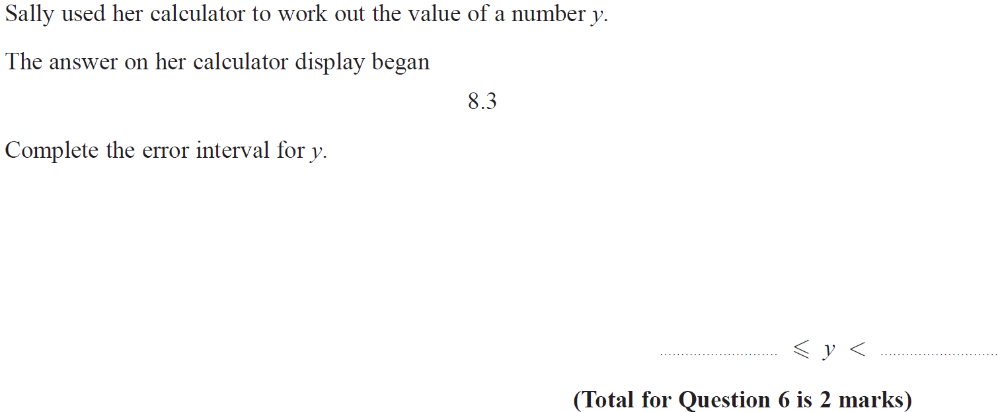 Sally used her calculator to work out the value of a number y.
The answer on her calculator display began
8.3
Complete the error interval for y.
........................... ⩽ y < ...........................
(Total for Question 6 is 2 marks)